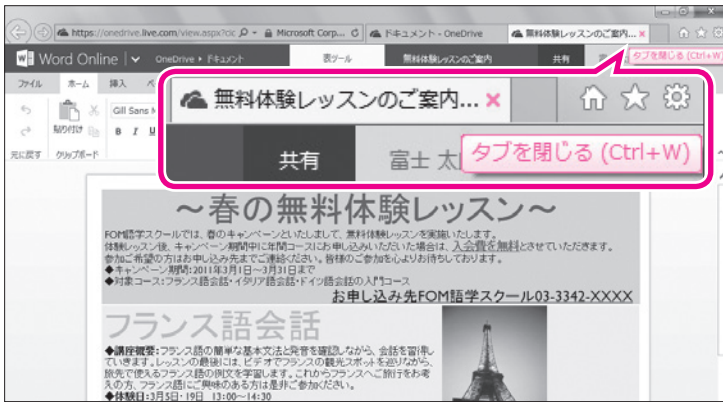 https://onedrive.live.com/view.aspx?cic
Microsoft Corp...
ドキュメント - OneDrive
無料体験レッスンのご案内... ×
Word Online
OneDrive ▸ ドキュメント
表ツール
無料体験レッスンのご案内
共有
タブを閉じる (Ctrl+W)
ファイル
ホーム
挿入
無料体験レッスンのご案内... ×
共有
富士 太
タブを閉じる (Ctrl+W)
貼り付け
Gill Sans
B I U
元に戻す
クリップボード
～春の無料体験レッスン～
FOM語学スクールでは、春のキャンペーンといたしまして、無料体験レッスンを実施いたします。
体験レッスン後、キャンペーン期間中に年間コースにお申し込みいただいた場合は、入会費を無料とさせていただきます。
参加ご希望の方はお申し込み先までご連絡ください。皆様のご参加を心よりお待ちしております。
◆キャンペーン期間：2011年3月1日～3月31日まで
◆対象コース：フランス語会話・イタリア語会話・ドイツ語会話の入門コース
お申し込み先FOM語学スクール03-3342-XXXX
フランス語会話
◆講座概要：フランス語の簡単な基本文法と発音を確認しながら、会話を習得し
ていきます。レッスンの最後には、ビデオでフランスの観光スポットを巡りながら、
旅先で使えるフランス語の例文を学習します。これからフランスへご旅行をお考
えの方、フランス語にご興味のある方は是非ご参加ください。
◆体験日：3月5日・19日 13:00～14:30